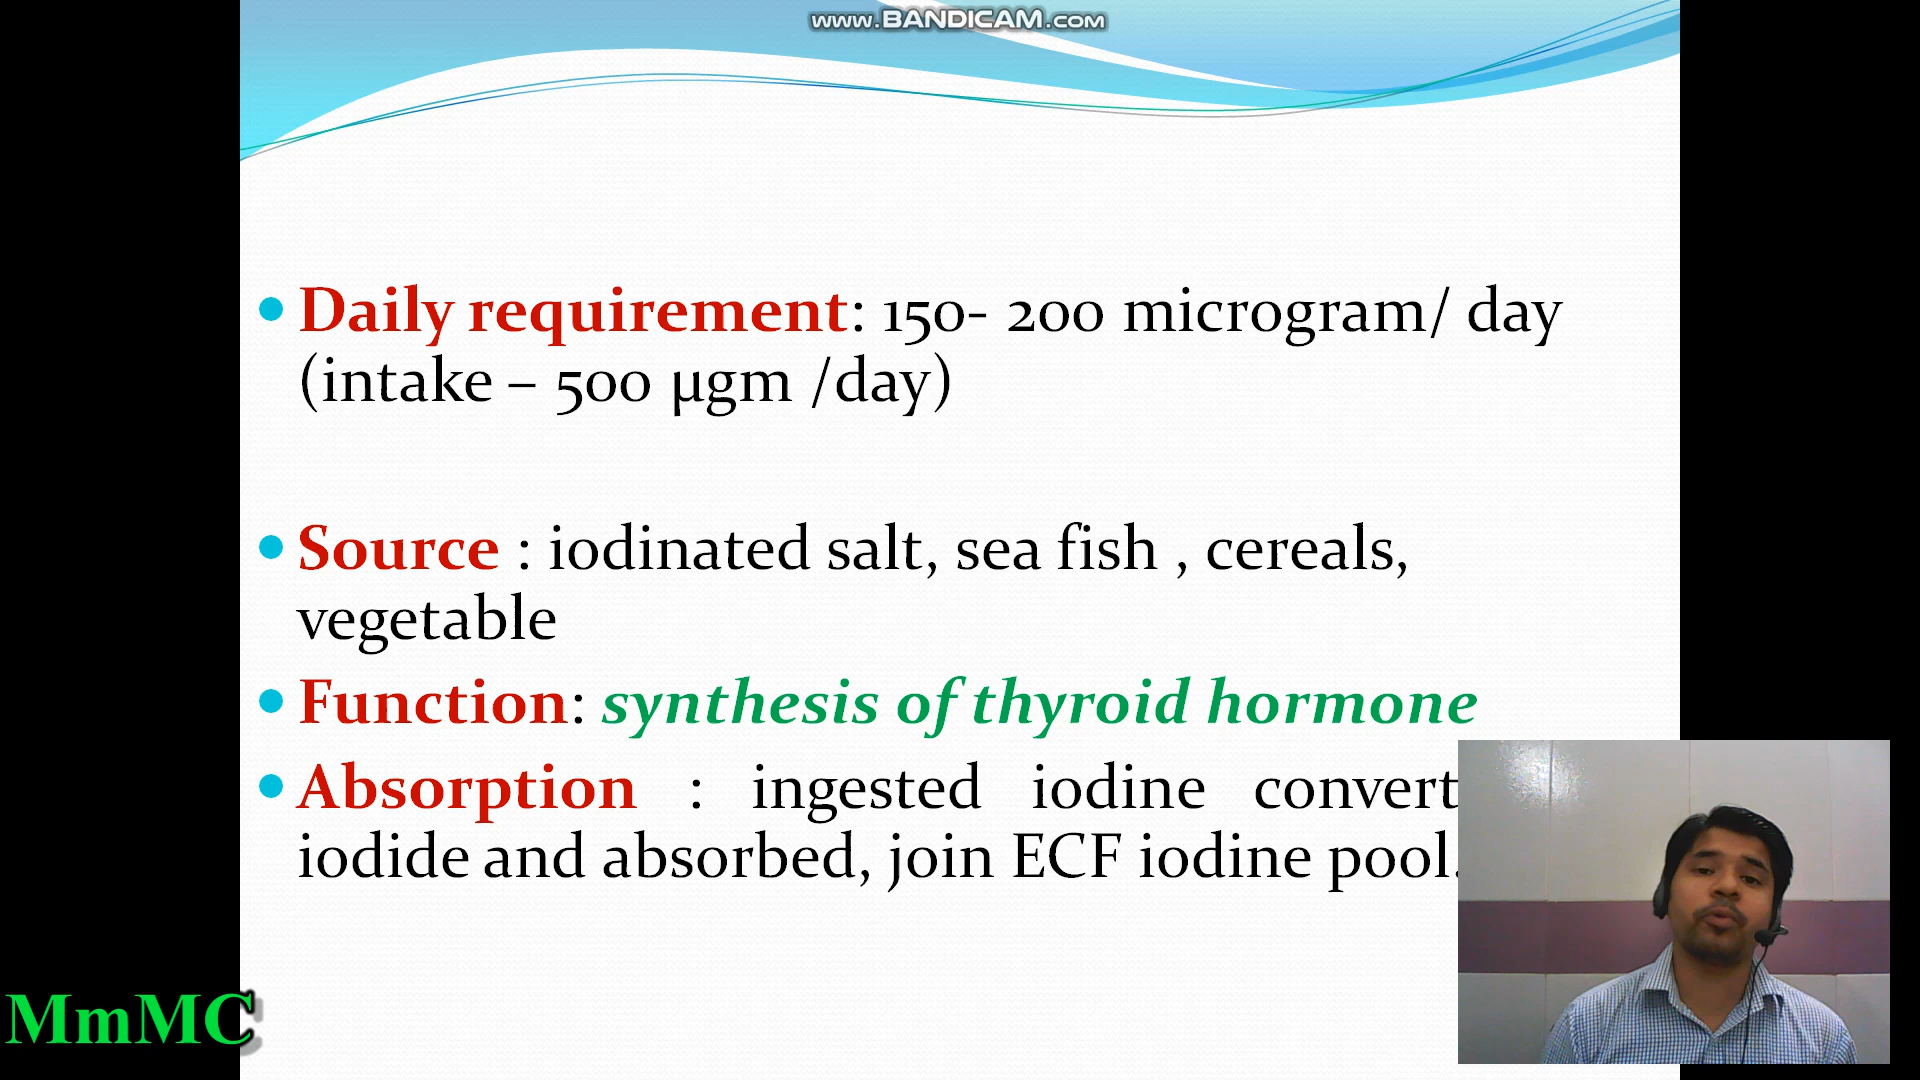 www.BANDICAM.com
Daily requirement: 150- 200 microgram/ day
(intake – 500 µgm /day)
Source : iodinated salt, sea fish , cereals,
vegetable
Function: synthesis of thyroid hormone
Absorption : ingested iodine convert
iodide and absorbed, join ECF iodine pool.
MmMC